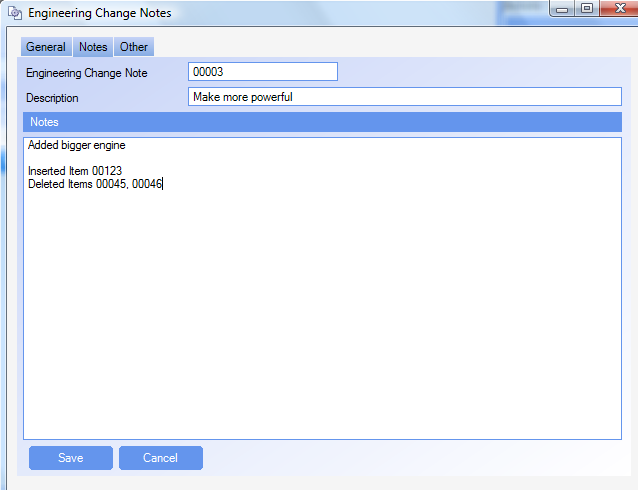 Engineering Change Notes
General Notes Other
Engineering Change Note 00003
Description Make more powerful
Notes
Added bigger engine
Inserted Item 00123
Deleted Items 00045, 00046
Save Cancel